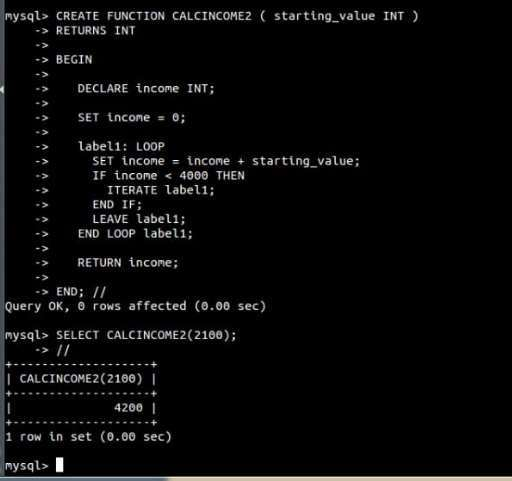 mysql> CREATE FUNCTION CALCINCOME2 ( starting_value INT )
    -> RETURNS INT
    ->
    -> BEGIN
    ->
    ->    DECLARE income INT;
    ->
    ->    SET income = 0;
    ->
    ->    label1: LOOP
    ->      SET income = income + starting_value;
    ->      IF income < 4000 THEN
    ->        ITERATE label1;
    ->      END IF;
    ->      LEAVE label1;
    ->    END LOOP label1;
    ->
    ->    RETURN income;
    ->
    -> END; //
Query OK, 0 rows affected (0.00 sec)
mysql> SELECT CALCINCOME2(2100);
    -> //
+-------------------+
| CALCINCOME2(2100) |
+-------------------+
|              4200 |
+-------------------+
1 row in set (0.00 sec)
mysql>